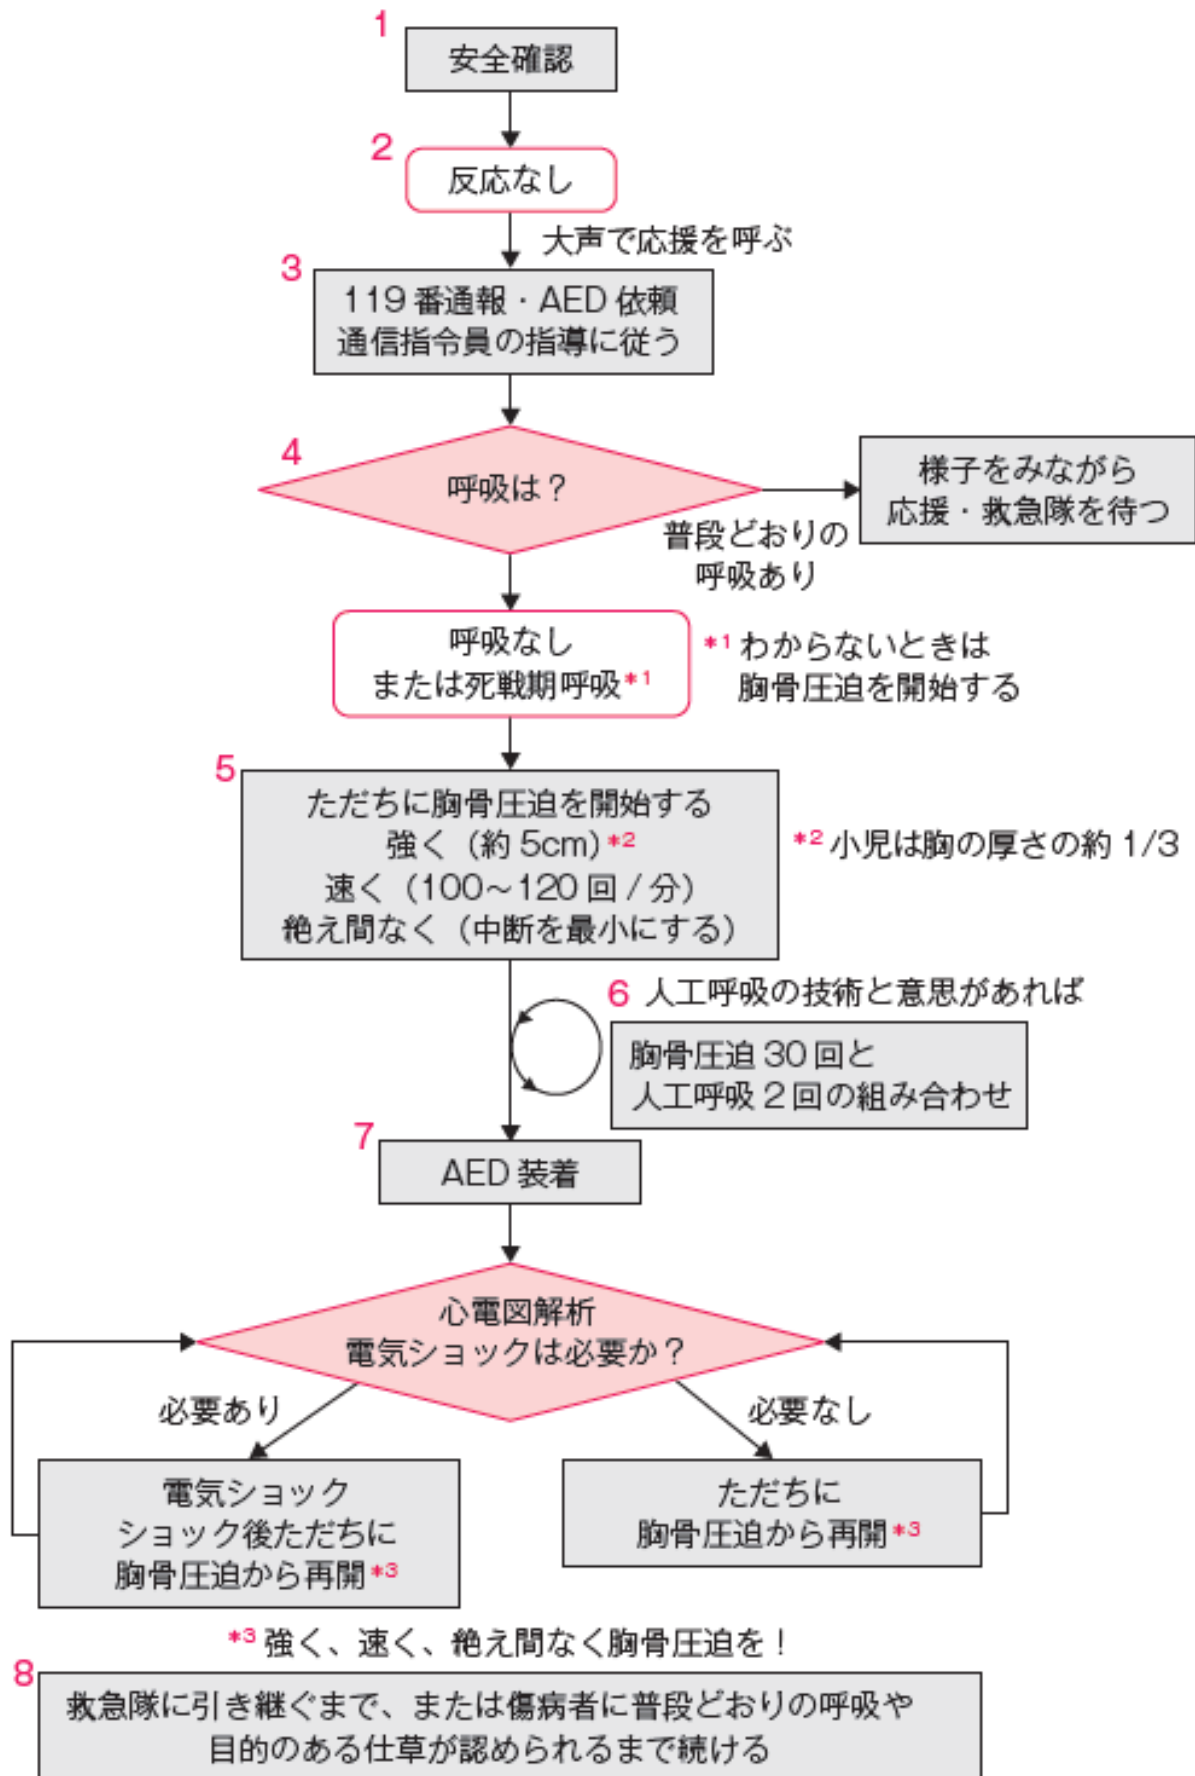 1
安全確認
2
反応なし
大声で応援を呼ぶ
3
119番通報・AED依頼
通信指令員の指導に従う
4
呼吸は？
普段どおりの
呼吸あり
様子をみながら
応援・救急隊を待つ
呼吸なし
または死戦期呼吸*1
*1 わからないときは
胸骨圧迫を開始する
5
ただちに胸骨圧迫を開始する
強く（約5cm）*2
速く（100～120回/分）
絶え間なく（中断を最小にする）
*2 小児は胸の厚さの約1/3
6 人工呼吸の技術と意思があれば
胸骨圧迫30回と
人工呼吸2回の組み合わせ
7
AED装着
心電図解析
電気ショックは必要か？
必要あり
必要なし
電気ショック
ショック後ただちに
胸骨圧迫から再開*3
ただちに
胸骨圧迫から再開*3
*3 強く、速く、絶え間なく胸骨圧迫を！
8
救急隊に引き継ぐまで、または傷病者に普段どおりの呼吸や
目的のある仕草が認められるまで続ける